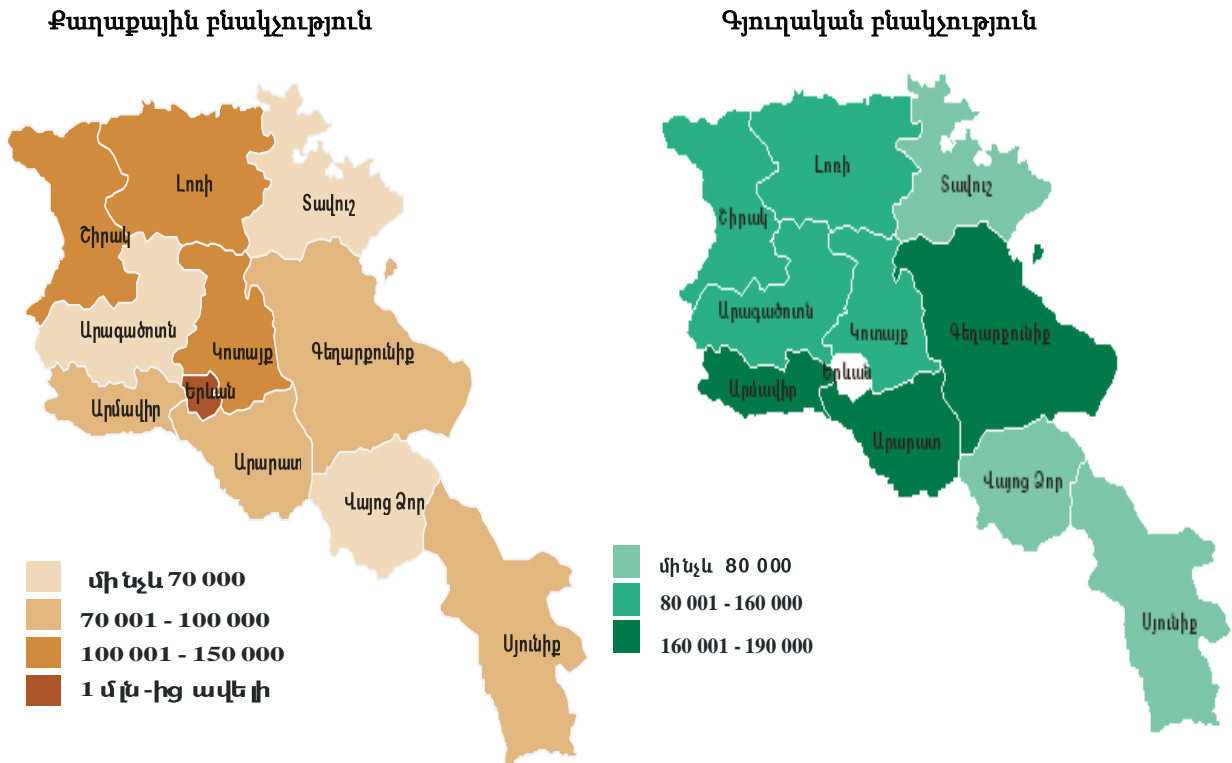 Քաղաքային բնակչություն
Լոռի
Տավուշ
Շիրակ
Արագածոտն
Կոտայք
Գեղարքունիք
Երևան
Արմավիր
Արարատ
Վայոց Ձոր
Սյունիք
մինչև 70 000
70 001 - 100 000
100 001 - 150 000
1 մլն-ից ավելի
Գյուղական բնակչություն
Լոռի
Տավուշ
Շիրակ
Արագածոտն
Կոտայք
Գեղարքունիք
Երևան
Արմավիր
Արարատ
Վայոց Ձոր
Սյունիք
մինչև 80 000
80 001 - 160 000
160 001 - 190 000